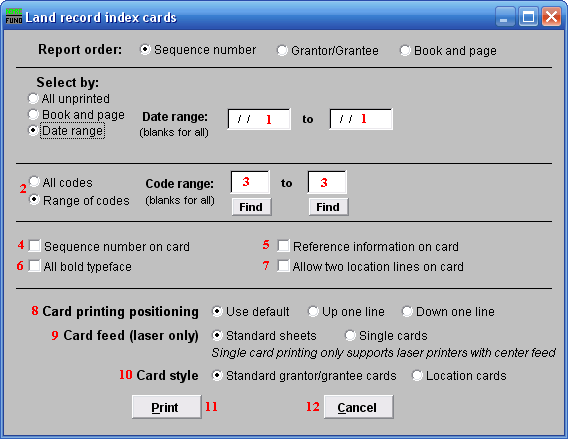 FUND Land record index cards
Report order: Sequence number Grantor/Grantee Book and page
Select by:
All unprinted
Book and page
Date range
Date range: / / 1 to / / 1
(blanks for all)
2 All codes
Range of codes
Code range: 3 to 3
(blanks for all)
Find Find
4 Sequence number on card 5 Reference information on card
6 All bold typeface 7 Allow two location lines on card
8 Card printing positioning Use default Up one line Down one line
9 Card feed (laser only) Standard sheets Single cards
Single card printing only supports laser printers with center feed
10 Card style Standard grantor/grantee cards Location cards
Print 11 12 Cancel